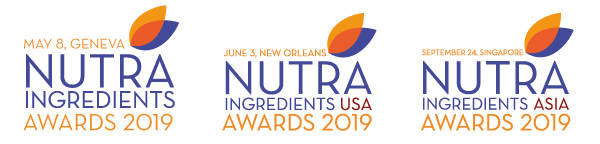 MAY 8, GENEVA
NUTRA
INGREDIENTS
AWARDS 2019
JUNE 3, NEW ORLEANS
NUTRA
INGREDIENTS USA
AWARDS 2019
SEPTEMBER 24, SINGAPORE
NUTRA
INGREDIENTS ASIA
AWARDS 2019